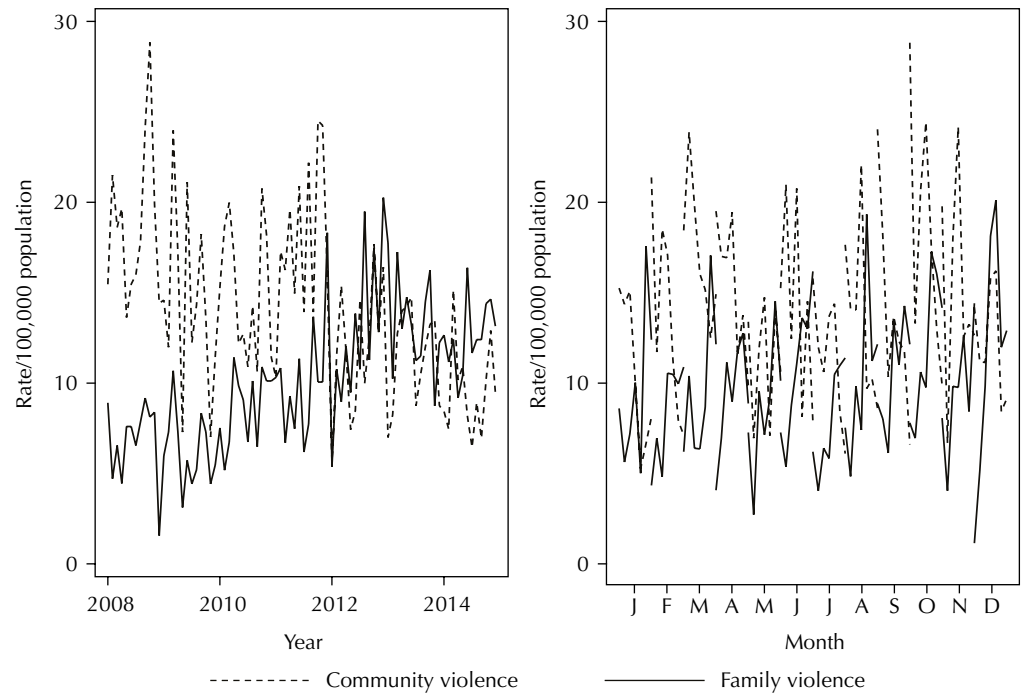 30
20
10
0
Rate/100,000 population
2008 2010 2012 2014
Year
30
20
10
0
Rate/100,000 population
J F M A M J J A S O N D
Month
Community violence
Family violence